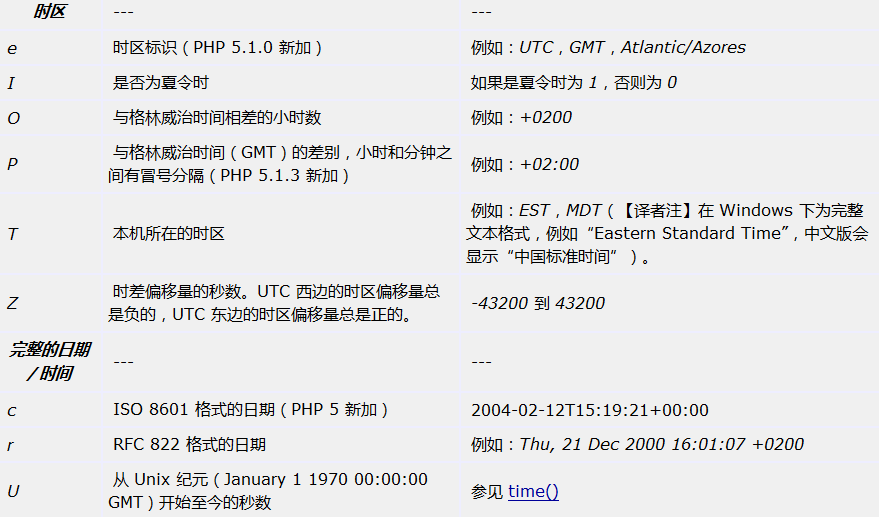 时区 --- ---
e 时区标识（PHP 5.1.0 新加） 例如：UTC，GMT，Atlantic/Azores
I 是否为夏令时 如果是夏令时为 1，否则为 0
O 与格林威治时间相差的小时数 例如：+0200
P 与格林威治时间（GMT）的差别，小时和分钟之
间有冒号分隔（PHP 5.1.3 新加） 例如：+02:00
T 本机所在的时区 例如：EST，MDT（【译者注】在 Windows 下为完整
文本格式，例如“Eastern Standard Time”，中文版会
显示“中国标准时间”）。
Z 时差偏移量的秒数。UTC 西边的时区偏移量总
是负的，UTC 东边的时区偏移量总是正的。 -43200 到 43200
完整的日期
/时间 --- ---
c ISO 8601 格式的日期（PHP 5 新加） 2004-02-12T15:19:21+00:00
r RFC 822 格式的日期 例如：Thu, 21 Dec 2000 16:01:07 +0200
U 从 Unix 纪元（January 1 1970 00:00:00
GMT）开始至今的秒数 参见 time()